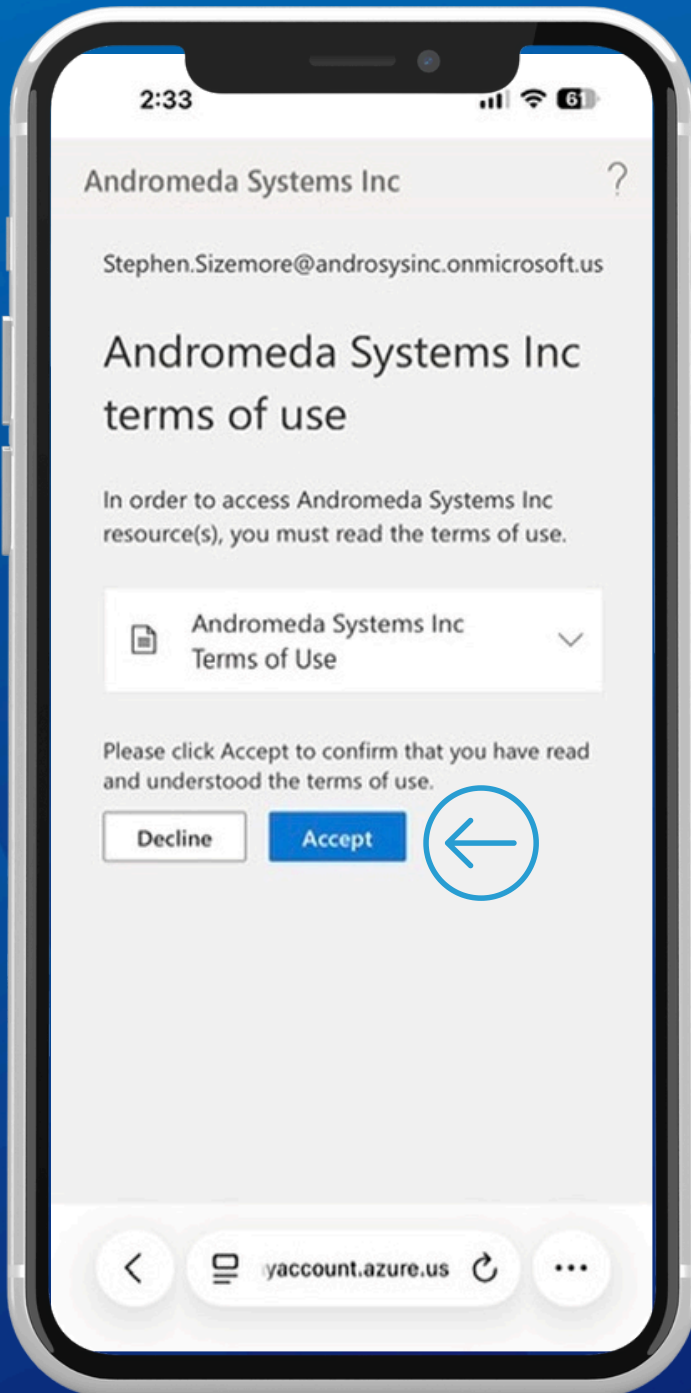 2:33
61
Andromeda Systems Inc
?
Stephen.Sizemore@androsysinc.onmicrosoft.us
Andromeda Systems Inc
terms of use
In order to access Andromeda Systems Inc
resource(s), you must read the terms of use.
Andromeda Systems Inc
Terms of Use
Please click Accept to confirm that you have read
and understood the terms of use.
Decline Accept
yaccount.azure.us